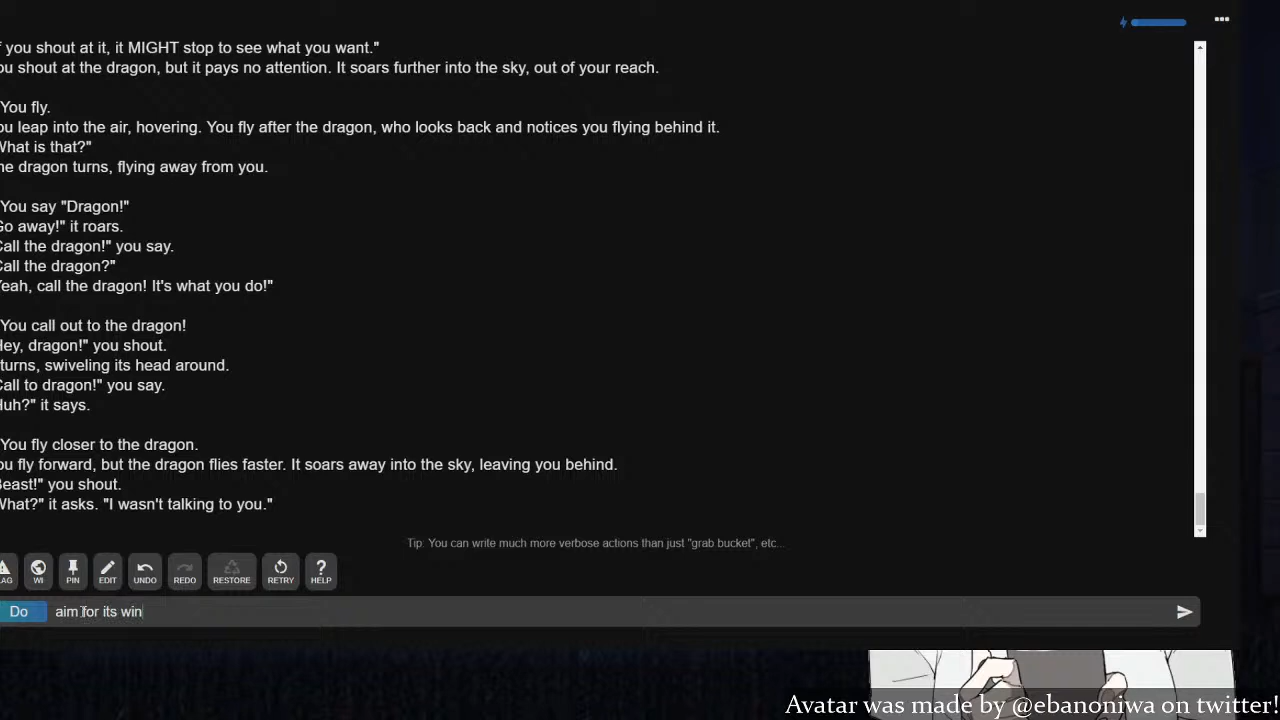 f you shout at it, it MIGHT stop to see what you want."
ou shout at the dragon, but it pays no attention. It soars further into the sky, out of your reach.
You fly.
ou leap into the air, hovering. You fly after the dragon, who looks back and notices you flying behind it.
What is that?"
he dragon turns, flying away from you.
You say "Dragon!"
Go away!" it roars.
Call the dragon!" you say.
Call the dragon?"
Yeah, call the dragon! It's what you do!"
You call out to the dragon!
Hey, dragon!" you shout.
turns, swiveling its head around.
Call to dragon!" you say.
Huh?" it says.
You fly closer to the dragon.
ou fly forward, but the dragon flies faster. It soars away into the sky, leaving you behind.
Beast!" you shout.
What?" it asks. "I wasn't talking to you."
Tip: You can write much more verbose actions than just "grab bucket", etc...
LAG WI PIN EDIT UNDO REDO RESTORE RETRY HELP
Do aim for its win
Avatar was made by @ebanoniwa on twitter!